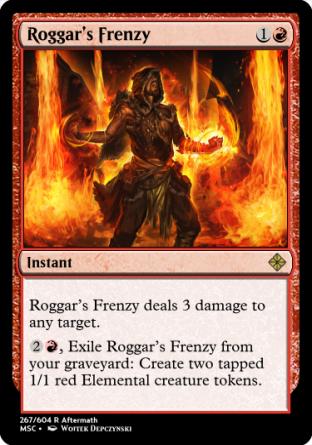 Roggar's Frenzy 1
Instant
Roggar's Frenzy deals 3 damage to
any target.
2 , Exile Roggar's Frenzy from
your graveyard: Create two tapped
1/1 red Elemental creature tokens.
267/604 R Aftermath
MSC • Wojtek Depczynski